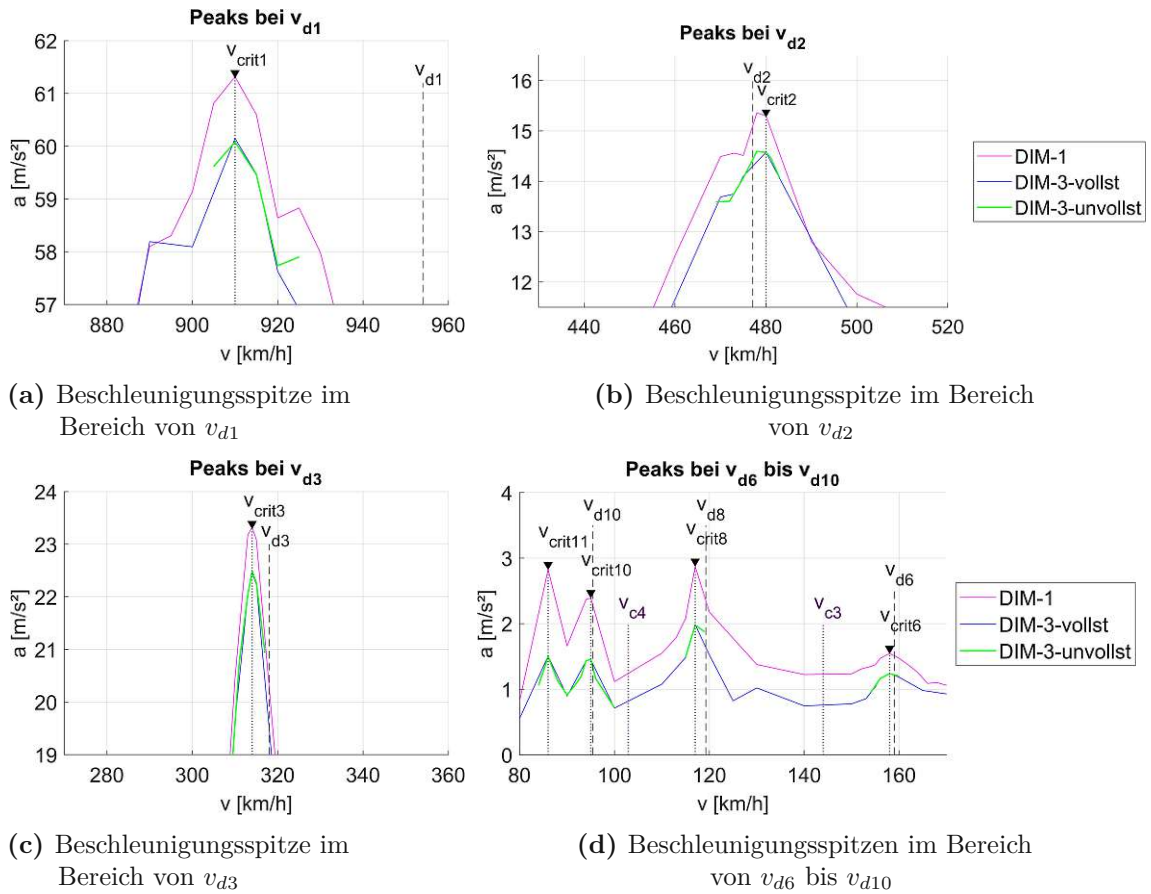 Peaks bei v_d1
62
61
60
59
58
57
a [m/s²]
v_crit1
v_d1
880 900 920 940 960
v [km/h]
Peaks bei v_d2
16
15
14
13
12
a [m/s²]
v_d2
v_crit2
440 460 480 500 520
v [km/h]
DIM-1
DIM-3-vollst
DIM-3-unvollst
(a) Beschleunigungsspitze im
Bereich von v_d1
(b) Beschleunigungsspitze im Bereich
von v_d2
Peaks bei v_d3
24
23
22
21
20
19
a [m/s²]
v_crit3
v_d3
280 300 320 340 360
v [km/h]
Peaks bei v_d6 bis v_d10
4
3
2
1
0
a [m/s²]
v_d10
v_d8
v_crit11
v_crit10
v_crit8
v_c4
v_c3
v_d6
v_crit6
80 100 120 140 160
v [km/h]
DIM-1
DIM-3-vollst
DIM-3-unvollst
(c) Beschleunigungsspitze im
Bereich von v_d3
(d) Beschleunigungsspitzen im Bereich
von v_d6 bis v_d10